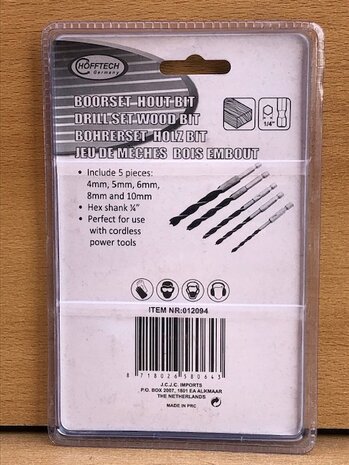 HOFFTECH
Germany
BOORSET HOUT BIT
DRILLSET WOOD BIT
BOHRERSET HOLZ BIT
JEU DE MECHES BOIS EMBOUT
1/4"
• Include 5 pieces:
4mm, 5mm, 6mm,
8mm and 10mm
• Hex shank ¼"
• Perfect for use
with cordless
power tools
ITEM NR:012094
8 718026 580643
J.C.J.C. IMPORTS
P.O. BOX 2007, 1801 EA ALKMAAR
THE NETHERLANDS
MADE IN PRC